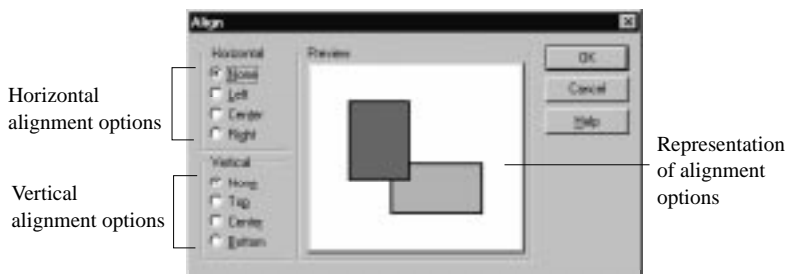 Align
Horizontal
None
Left
Center
Right
Vertical
None
Top
Center
Bottom
Preview
OK
Cancel
Help
Horizontal
alignment options
Vertical
alignment options
Representation
of alignment
options